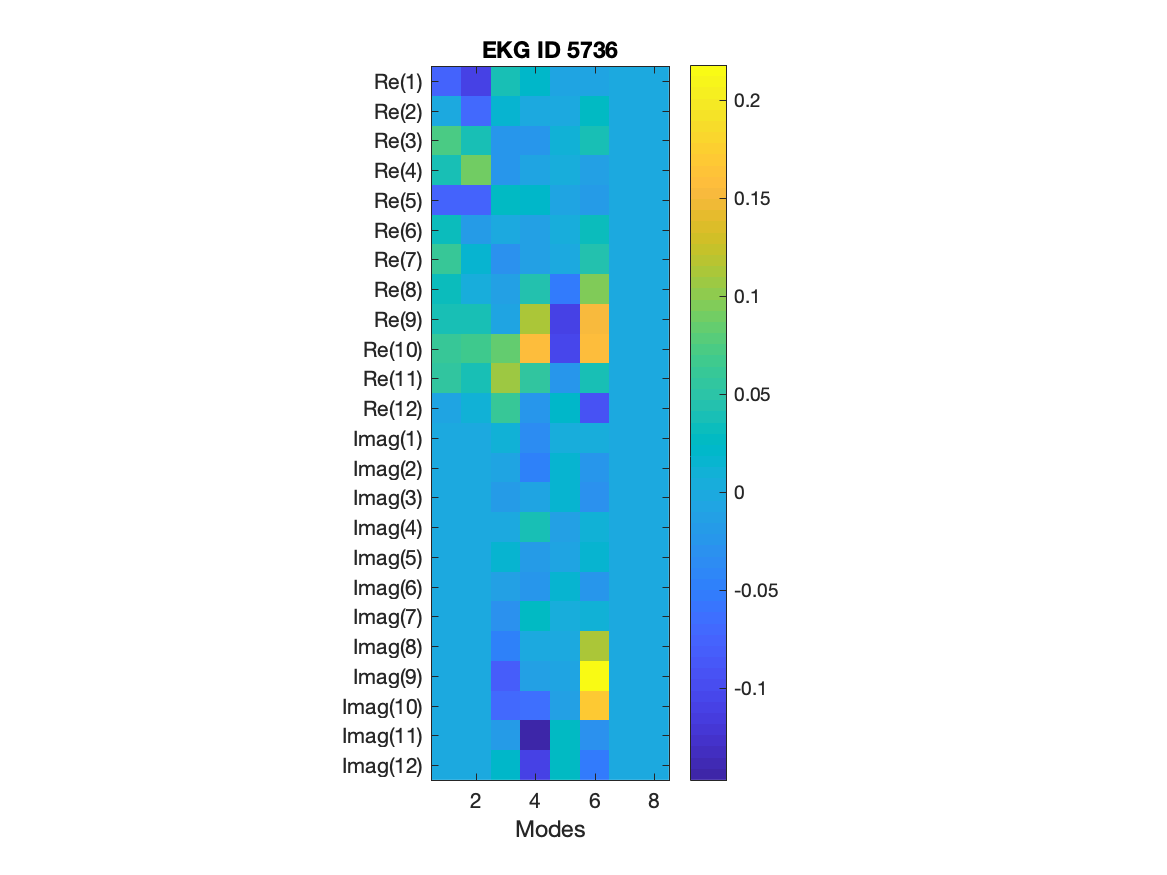 EKG ID 5736
Re(1)
Re(2)
Re(3)
Re(4)
Re(5)
Re(6)
Re(7)
Re(8)
Re(9)
Re(10)
Re(11)
Re(12)
Imag(1)
Imag(2)
Imag(3)
Imag(4)
Imag(5)
Imag(6)
Imag(7)
Imag(8)
Imag(9)
Imag(10)
Imag(11)
Imag(12)
2 4 6 8
Modes
0.2
0.15
0.1
0.05
0
-0.05
-0.1